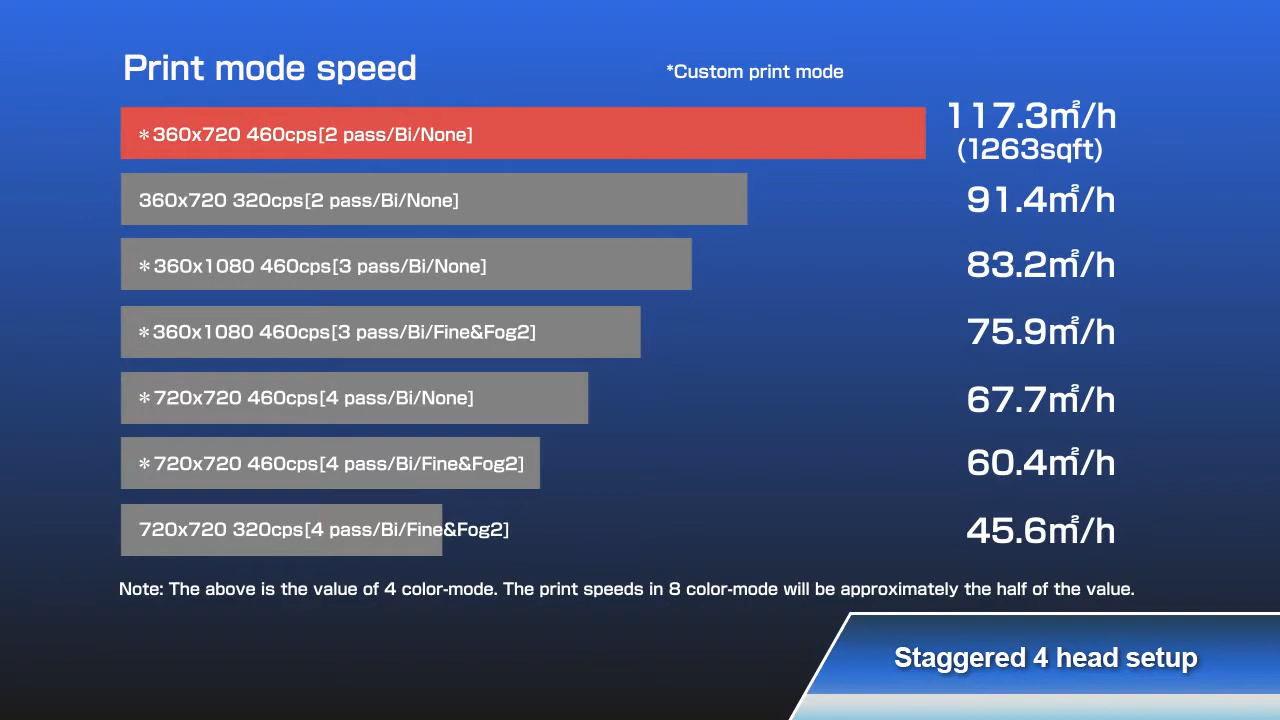 Print mode speed
*Custom print mode
*360x720 460cps[2 pass/Bi/None]
117.3㎡/h
(1263sqft)
360x720 320cps[2 pass/Bi/None]
91.4㎡/h
*360x1080 460cps[3 pass/Bi/None]
83.2㎡/h
*360x1080 460cps[3 pass/Bi/Fine&Fog2]
75.9㎡/h
*720x720 460cps[4 pass/Bi/None]
67.7㎡/h
*720x720 460cps[4 pass/Bi/Fine&Fog2]
60.4㎡/h
720x720 320cps[4 pass/Bi/Fine&Fog2]
45.6㎡/h
Note: The above is the value of 4 color-mode. The print speeds in 8 color-mode will be approximately the half of the value.
Staggered 4 head setup